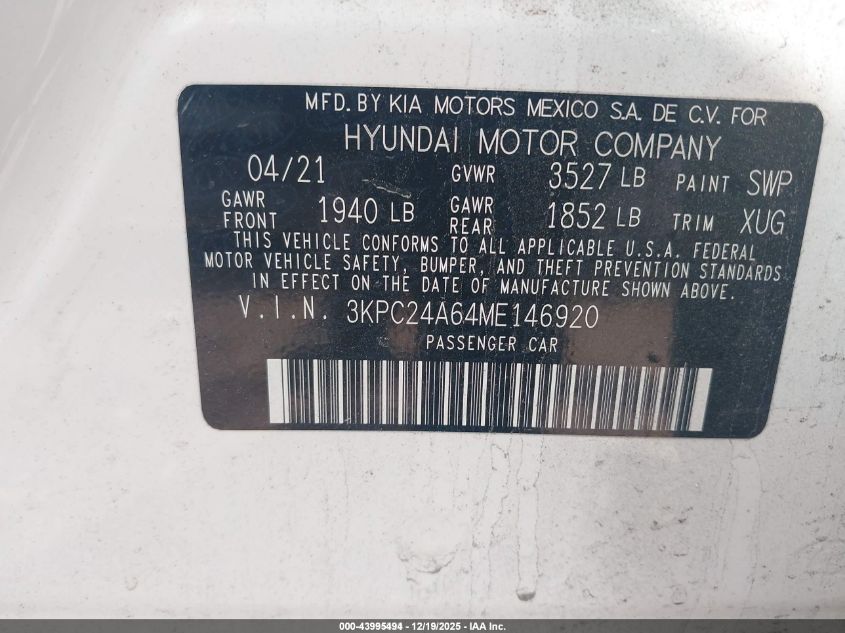 MFD. BY KIA MOTORS MEXICO S.A. DE C.V. FOR
HYUNDAI MOTOR COMPANY
04/21 GVWR 3527 LB PAINT SWP
GAWR FRONT 1940 LB GAWR REAR 1852 LB TRIM XUG
THIS VEHICLE CONFORMS TO ALL APPLICABLE U.S.A. FEDERAL
MOTOR VEHICLE SAFETY, BUMPER, AND THEFT PREVENTION STANDARDS
IN EFFECT ON THE DATE OF MANUFACTURE SHOWN ABOVE.
V.I.N. 3KPC24A64ME146920
PASSENGER CAR
000-43995494 - 12/19/2025 - IAA Inc.